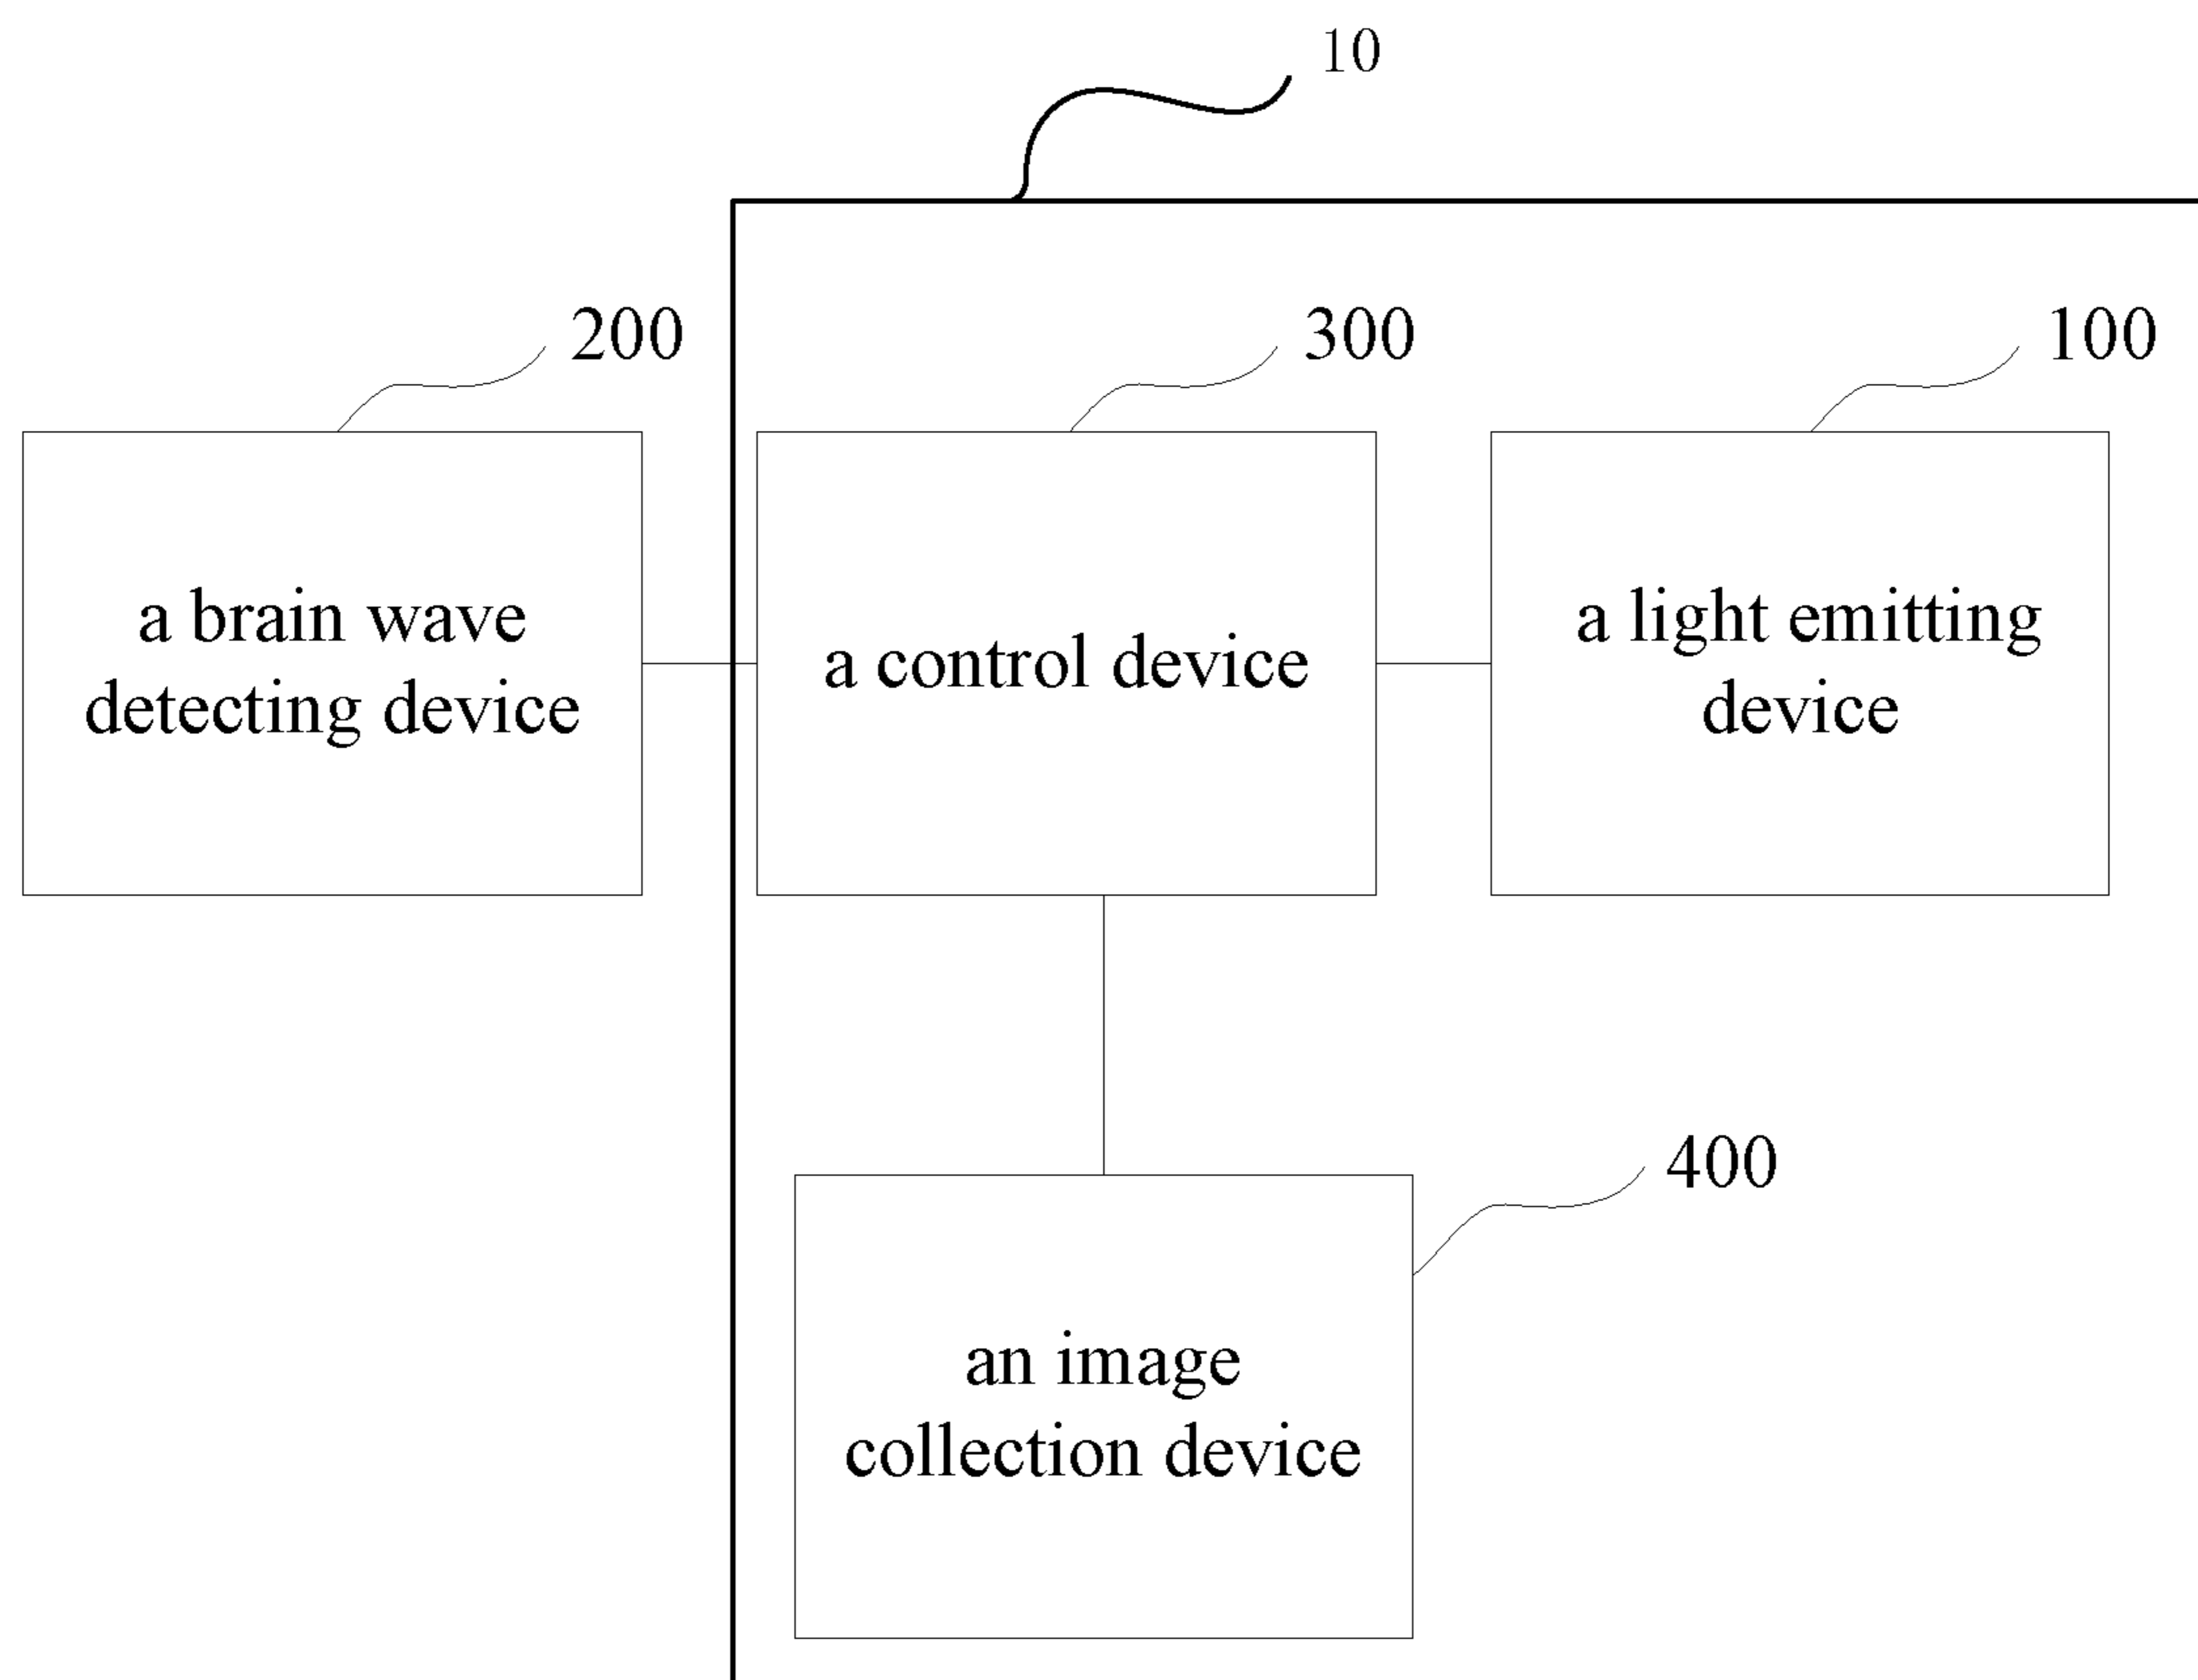 10
200
300
100
a brain wave
detecting device
a control device
a light emitting
device
400
an image
collection device